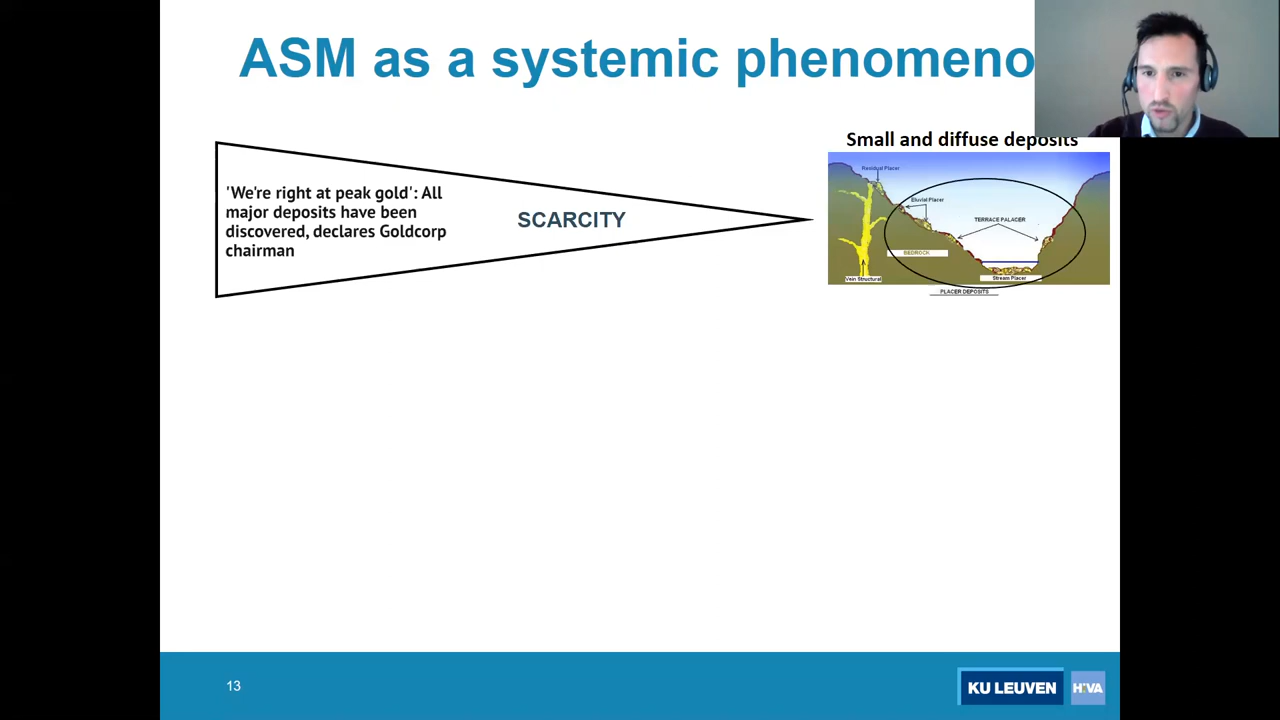 ASM as a systemic phenomeno
Small and diffuse deposits
'We're right at peak gold': All
major deposits have been
discovered, declares Goldcorp
chairman
SCARCITY
Residual Placer
Eluvial Placer
TERRACE PALACER
BEDROCK
Vein Structural
Stream Placer
PLACER DEPOSITS
13
KU LEUVEN
HIVA